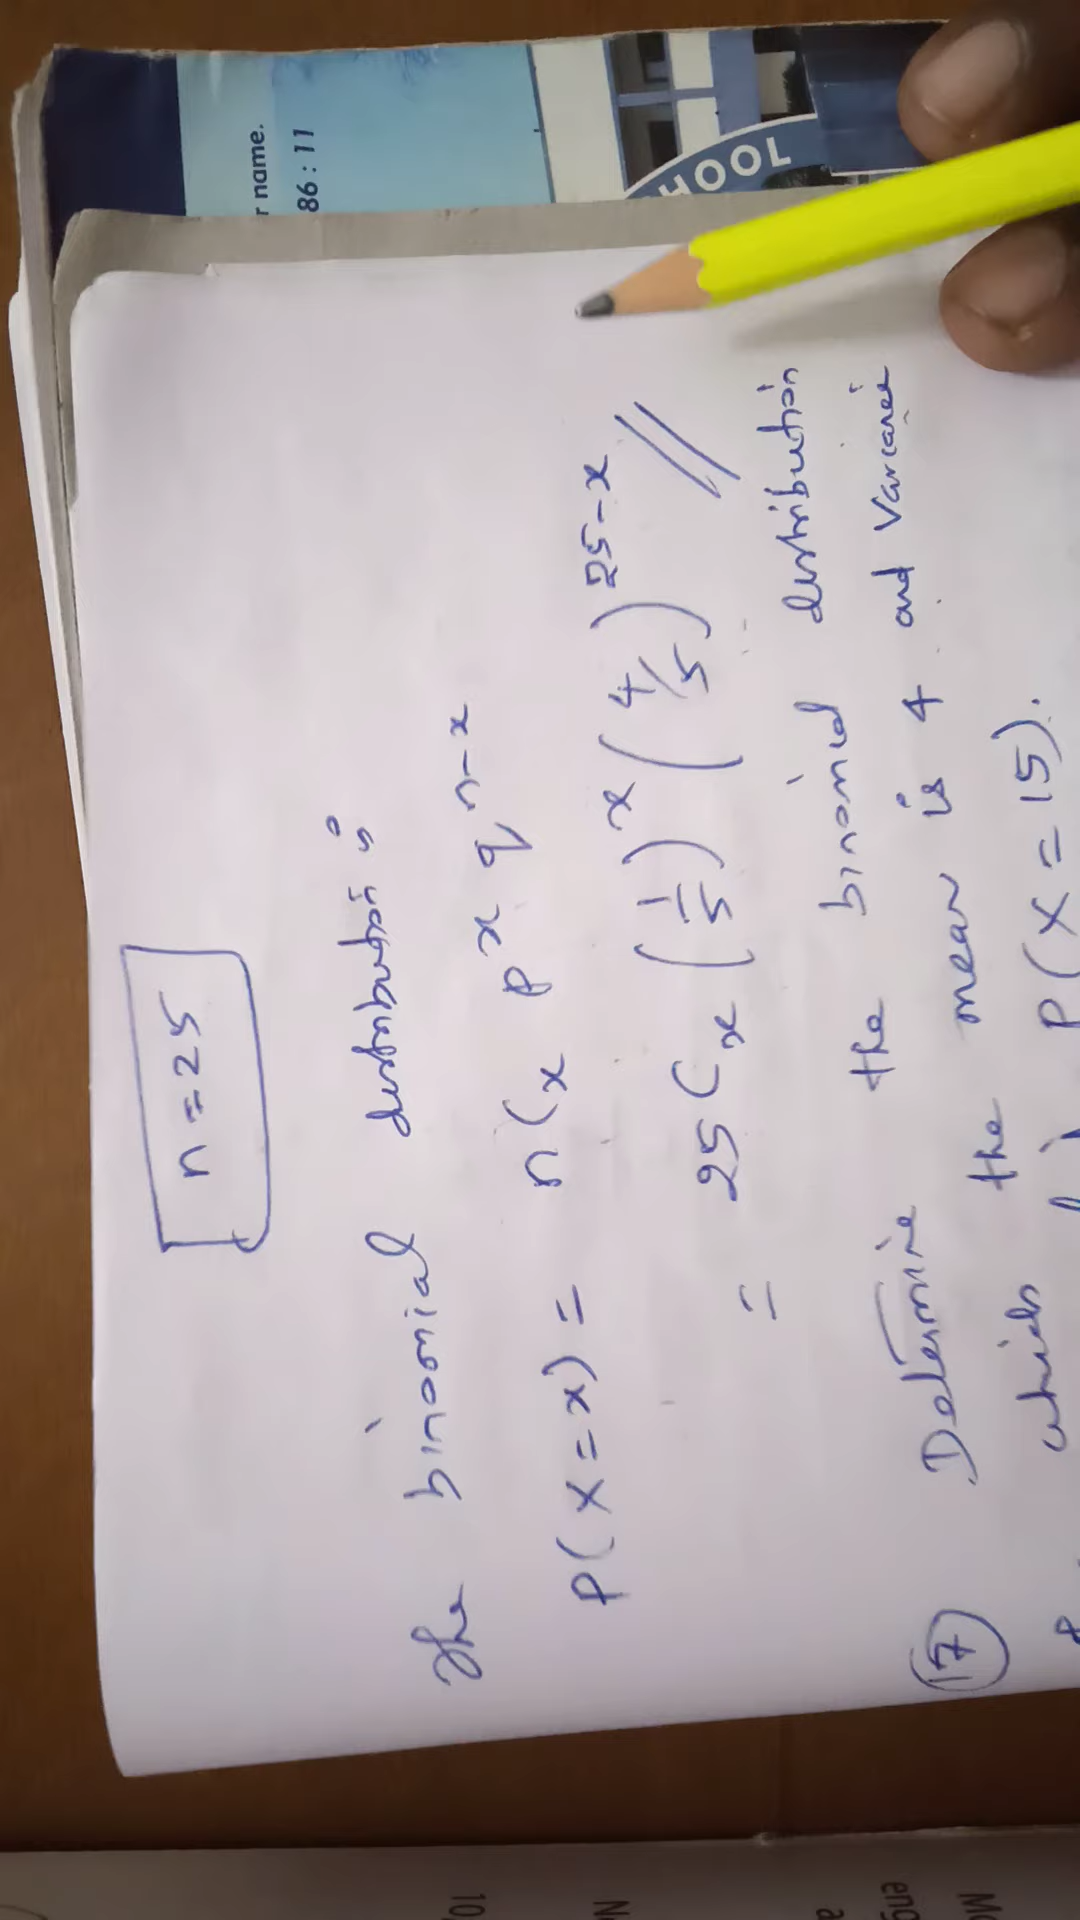 r name.
86 : 11
HOOL
n = 25
The binomial distribution is
P(X = x) = nCx p^x q^n-x
= 25Cx (1/5)^x (4/5)^25-x //
(17) Determine the binomial distribution
which the mean is 4 and Variance
P(X = 15).
10